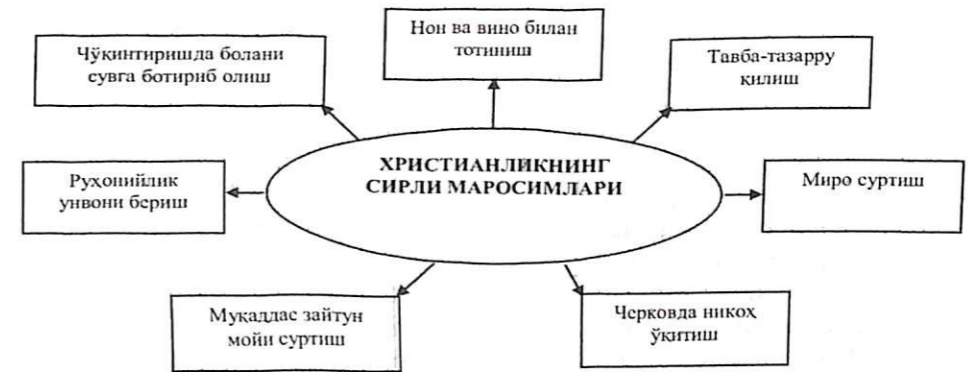 Нон ва вино билан
тотиниш
Чўқинтиришда болани
сувга ботириб олиш
Тавба-тазарру
қилиш
ХРИСТИАНЛИКНИНГ
СИРЛИ МАРОСИМЛАРИ
Руҳонийлик
унвони бериш
Миро суртиш
Муқаддас зайтун
мойи суртиш
Черковда никоҳ
ўқитиш